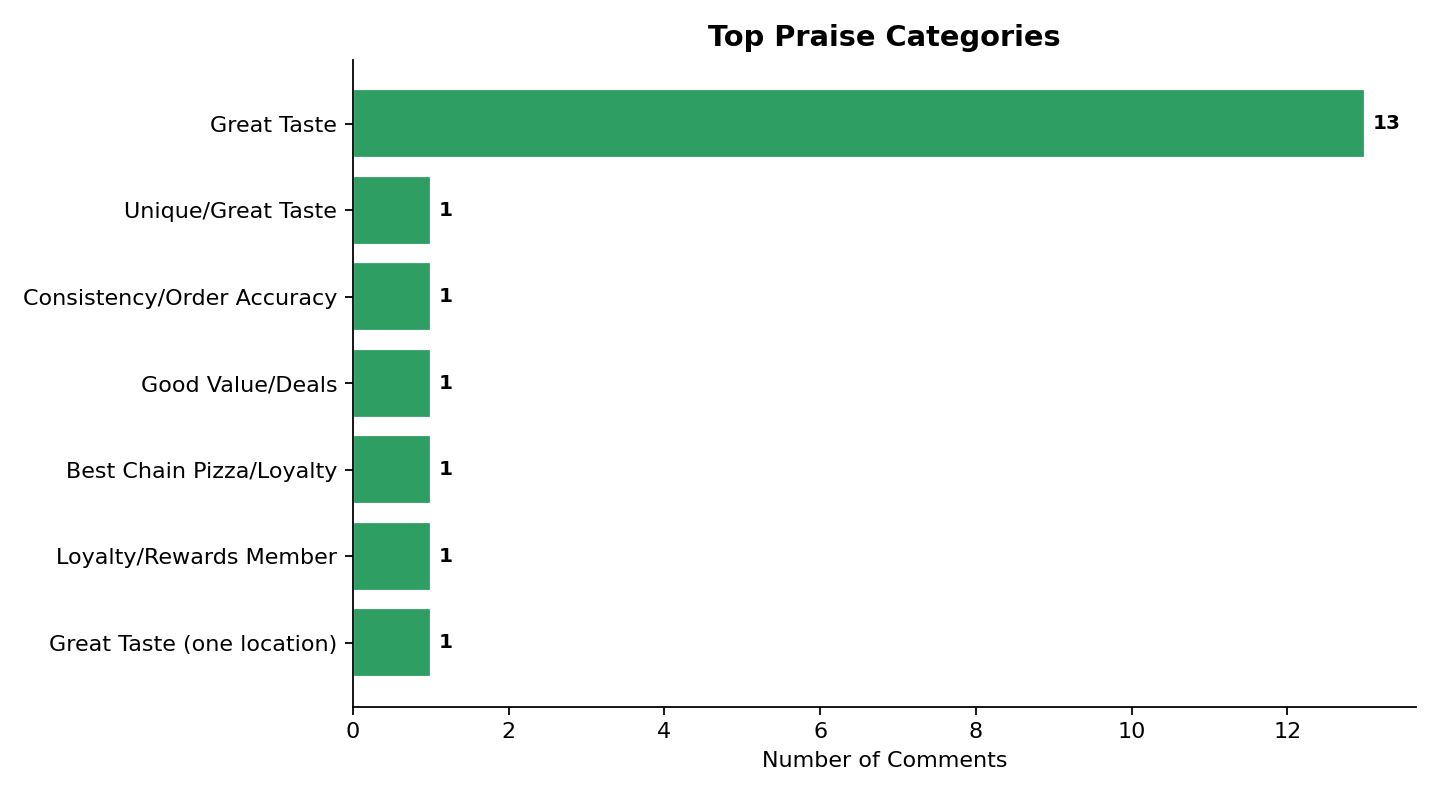 Top Praise Categories
Great Taste
13
Unique/Great Taste
1
Consistency/Order Accuracy
1
Good Value/Deals
1
Best Chain Pizza/Loyalty
1
Loyalty/Rewards Member
1
Great Taste (one location)
1
0 2 4 6 8 10 12
Number of Comments